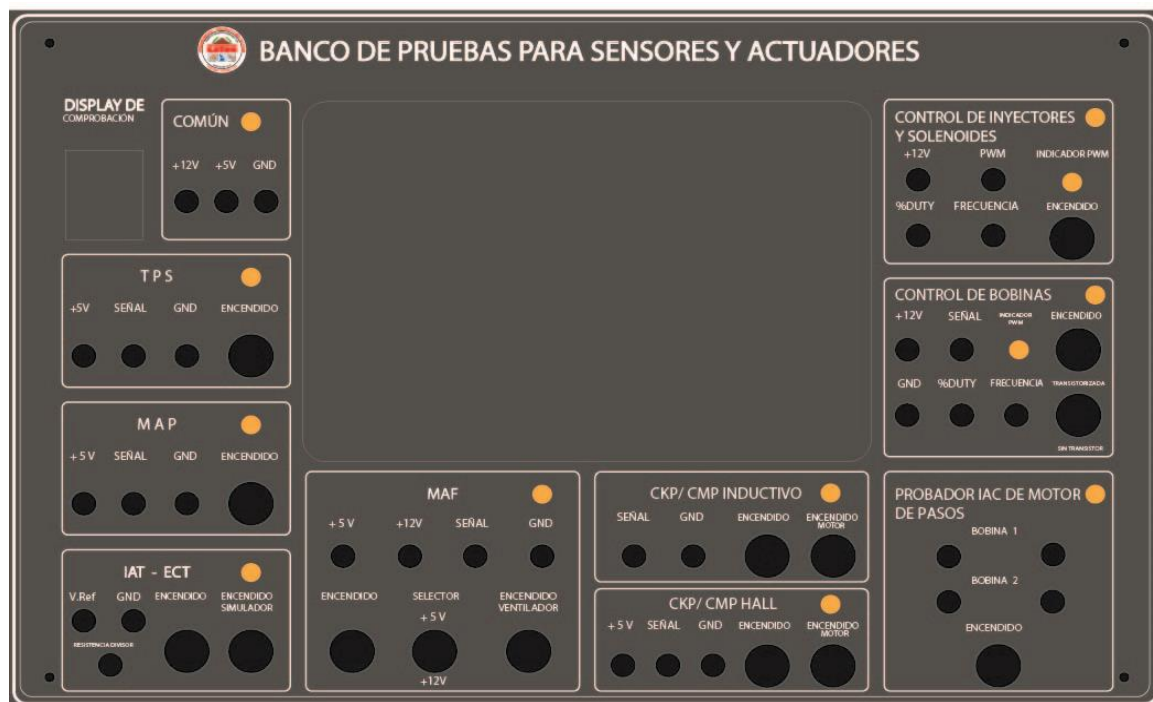 BANCO DE PRUEBAS PARA SENSORES Y ACTUADORES
DISPLAY DE
COMPROBACIÓN
COMÚN
+12V +5V GND
TPS
+5V SEÑAL GND ENCENDIDO
MAP
+5V SEÑAL GND ENCENDIDO
IAT - ECT
V.Ref GND ENCENDIDO ENCENDIDO
SIMULADOR
RESISTENCIA DIVISOR
MAF
+5V +12V SEÑAL GND
ENCENDIDO SELECTOR ENCENDIDO
VENTILADOR
+5V
+12V
CKP/ CMP INDUCTIVO
SEÑAL GND ENCENDIDO ENCENDIDO
MOTOR
CKP/ CMP HALL
+5V SEÑAL GND ENCENDIDO ENCENDIDO
MOTOR
CONTROL DE INYECTORES
Y SOLENOIDES
+12V PWM INDICADOR PWM
%DUTY FRECUENCIA ENCENDIDO
CONTROL DE BOBINAS
+12V SEÑAL INDICADOR ENCENDIDO
PWM
GND %DUTY FRECUENCIA TRANSISTORIZADA
SIN TRANSISTOR
PROBADOR IAC DE MOTOR
DE PASOS
BOBINA 1
BOBINA 2
ENCENDIDO